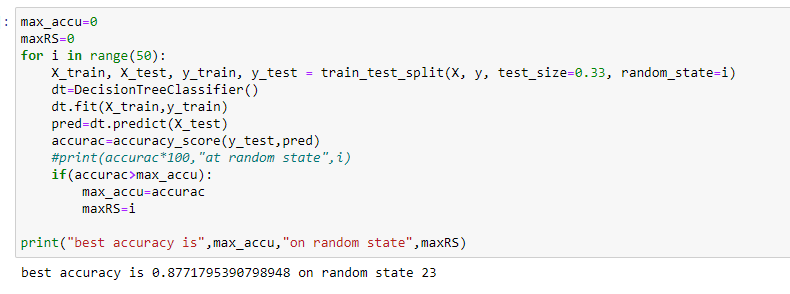 : max_accu=0
maxRS=0
for i in range(50):
    X_train, X_test, y_train, y_test = train_test_split(X, y, test_size=0.33, random_state=i)
    dt=DecisionTreeClassifier()
    dt.fit(X_train,y_train)
    pred=dt.predict(X_test)
    accurac=accuracy_score(y_test,pred)
    #print(accurac*100,"at random state",i)
    if(accurac>max_accu):
        max_accu=accurac
        maxRS=i
print("best accuracy is",max_accu,"on random state",maxRS)
best accuracy is 0.8771795390798948 on random state 23